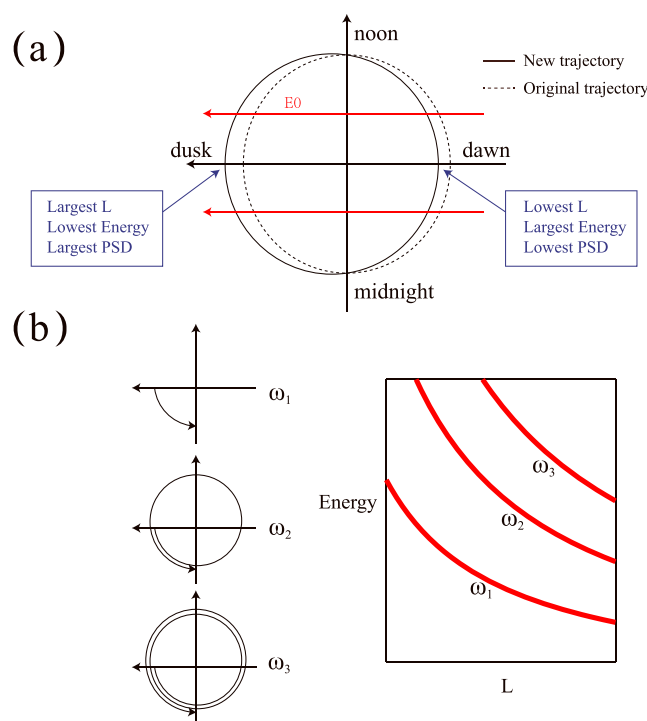 (a)
noon
New trajectory
Original trajectory
E0
dusk
dawn
Largest L
Lowest Energy
Largest PSD
Lowest L
Largest Energy
Lowest PSD
midnight
(b)
ω1
ω2
ω3
Energy
ω3
ω2
ω1
L